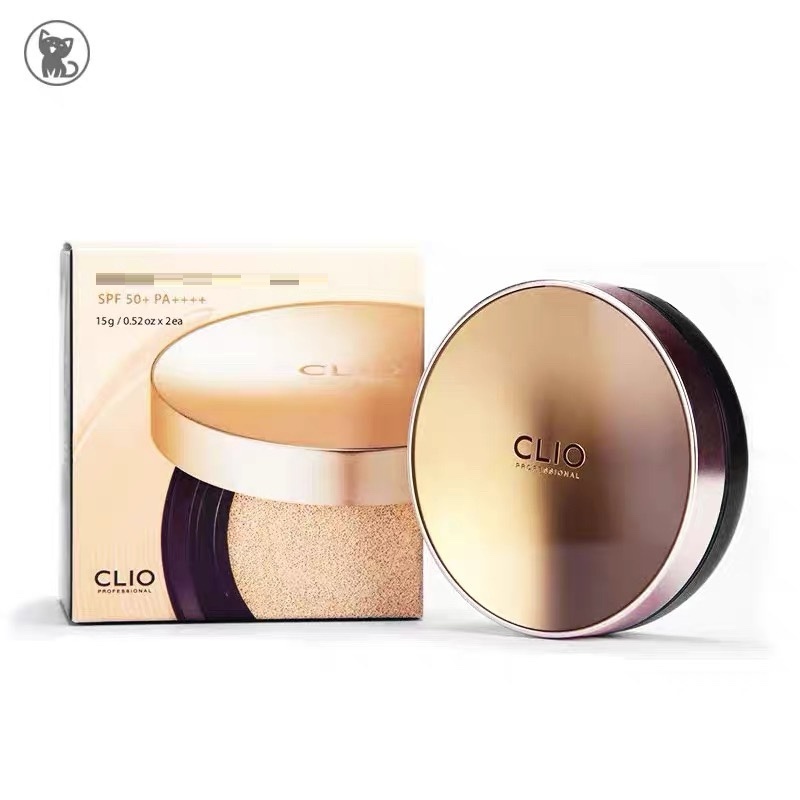 SPF 50+ PA++++
15g / 0.52oz x 2ea
CLIO
CLIO
PROFESSIONAL
CLIO
PROFESSIONAL